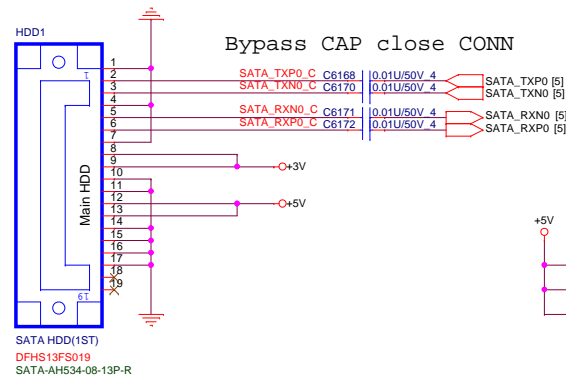 HDD1
Bypass CAP close CONN
1
1
2
SATA_TXP0_C C6168 0.01U/50V_4 SATA_TXP0 [5]
3
SATA_TXN0_C C6170 0.01U/50V_4 SATA_TXN0 [5]
4
5
SATA_RXN0_C C6171 0.01U/50V_4 SATA_RXN0 [5]
6
SATA_RXP0_C C6172 0.01U/50V_4 SATA_RXP0 [5]
7
8
9
+3V
10
11
12
+5V
13
14
15
16
17
18
19
Main HDD
19
+5V
SATA HDD(1ST)
DFHS13FS019
SATA-AH534-08-13P-R